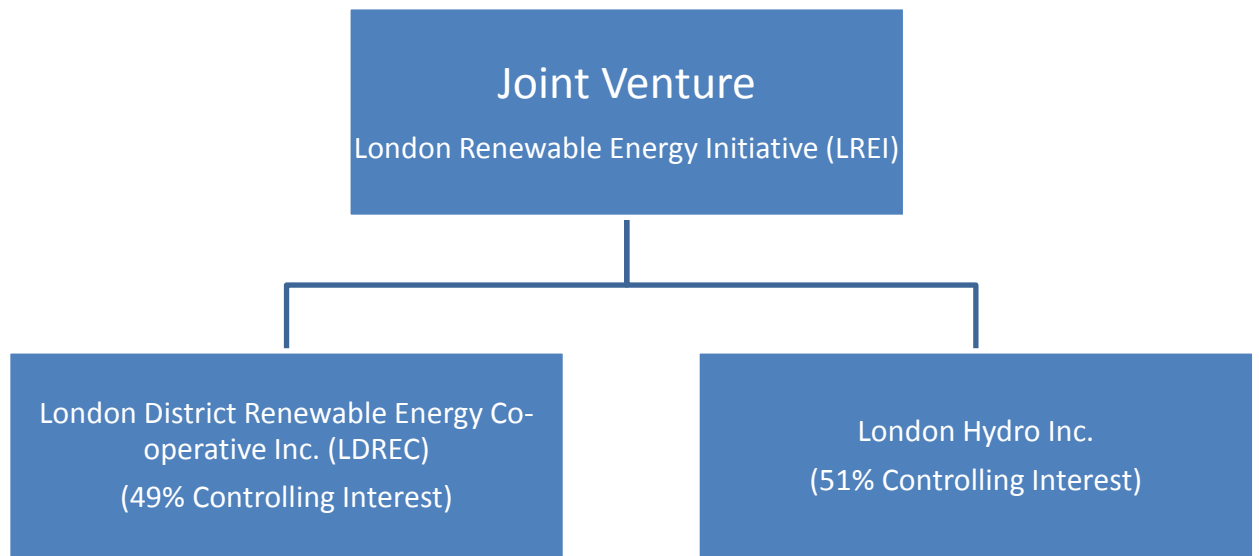 Joint Venture
London Renewable Energy Initiative (LREI)
London District Renewable Energy Co-
operative Inc. (LDREC)
(49% Controlling Interest)
London Hydro Inc.
(51% Controlling Interest)